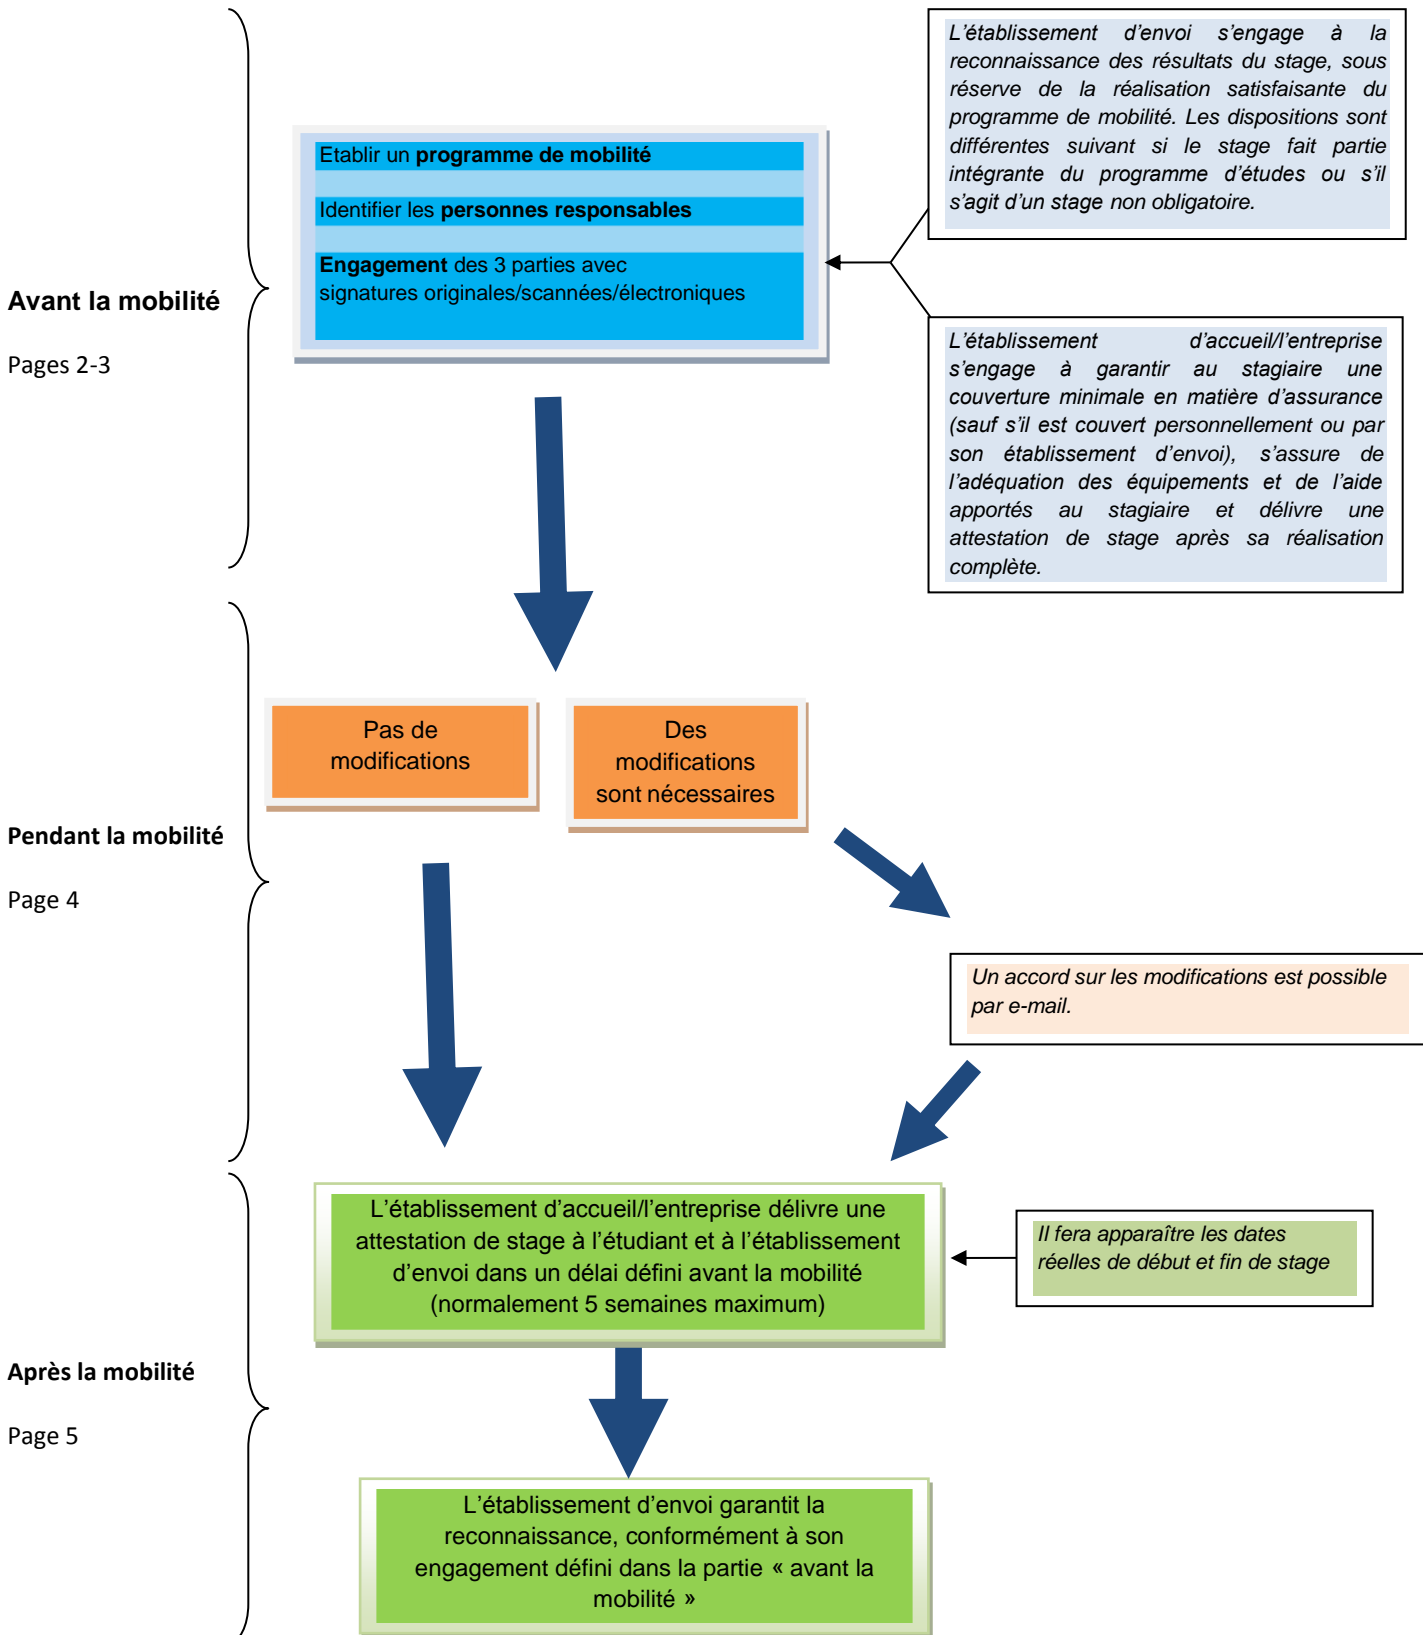 L'établissement d'envoi s'engage à la
reconnaissance des résultats du stage, sous
réserve de la réalisation satisfaisante du
programme de mobilité. Les dispositions sont
différentes suivant si le stage fait partie
intégrante du programme d'études ou s'il
s'agit d'un stage non obligatoire.
Etablir un programme de mobilité
Identifier les personnes responsables
Engagement des 3 parties avec
signatures originales/scannées/électroniques
Avant la mobilité
Pages 2-3
L'établissement d'accueil/l'entreprise
s'engage à garantir au stagiaire une
couverture minimale en matière d'assurance
(sauf s'il est couvert personnellement ou par
son établissement d'envoi), s'assure de
l'adéquation des équipements et de l'aide
apportés au stagiaire et délivre une
attestation de stage après sa réalisation
complète.
Pas de
modifications
Des
modifications
sont nécessaires
Pendant la mobilité
Page 4
Un accord sur les modifications est possible
par e-mail.
L'établissement d'accueil/l'entreprise délivre une
attestation de stage à l'étudiant et à l'établissement
d'envoi dans un délai défini avant la mobilité
(normalement 5 semaines maximum)
Il fera apparaître les dates
réelles de début et fin de stage
Après la mobilité
Page 5
L'établissement d'envoi garantit la
reconnaissance, conformément à son
engagement défini dans la partie « avant la
mobilité »